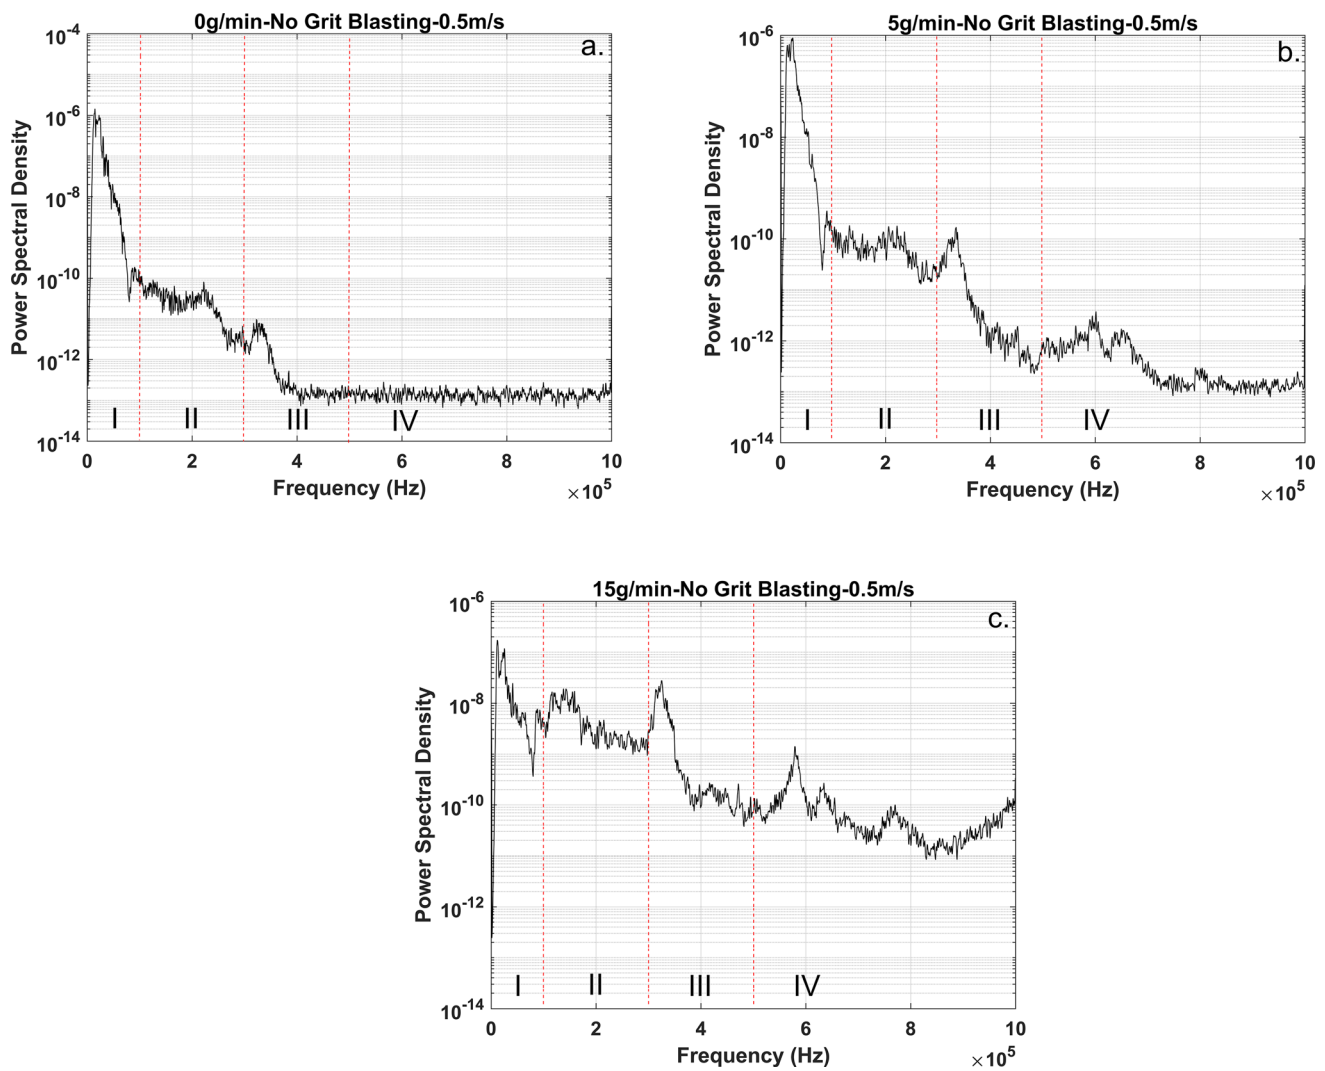 0g/min-No Grit Blasting-0.5m/s
a.
Power Spectral Density
10-4
10-6
10-8
10-10
10-12
10-14
I II III IV
0 2 4 6 8 10
Frequency (Hz)
×10^5
5g/min-No Grit Blasting-0.5m/s
b.
Power Spectral Density
10-6
10-8
10-10
10-12
10-14
I II III IV
0 2 4 6 8 10
Frequency (Hz)
×10^5
15g/min-No Grit Blasting-0.5m/s
c.
Power Spectral Density
10-6
10-8
10-10
10-12
10-14
I II III IV
0 2 4 6 8 10
Frequency (Hz)
×10^5